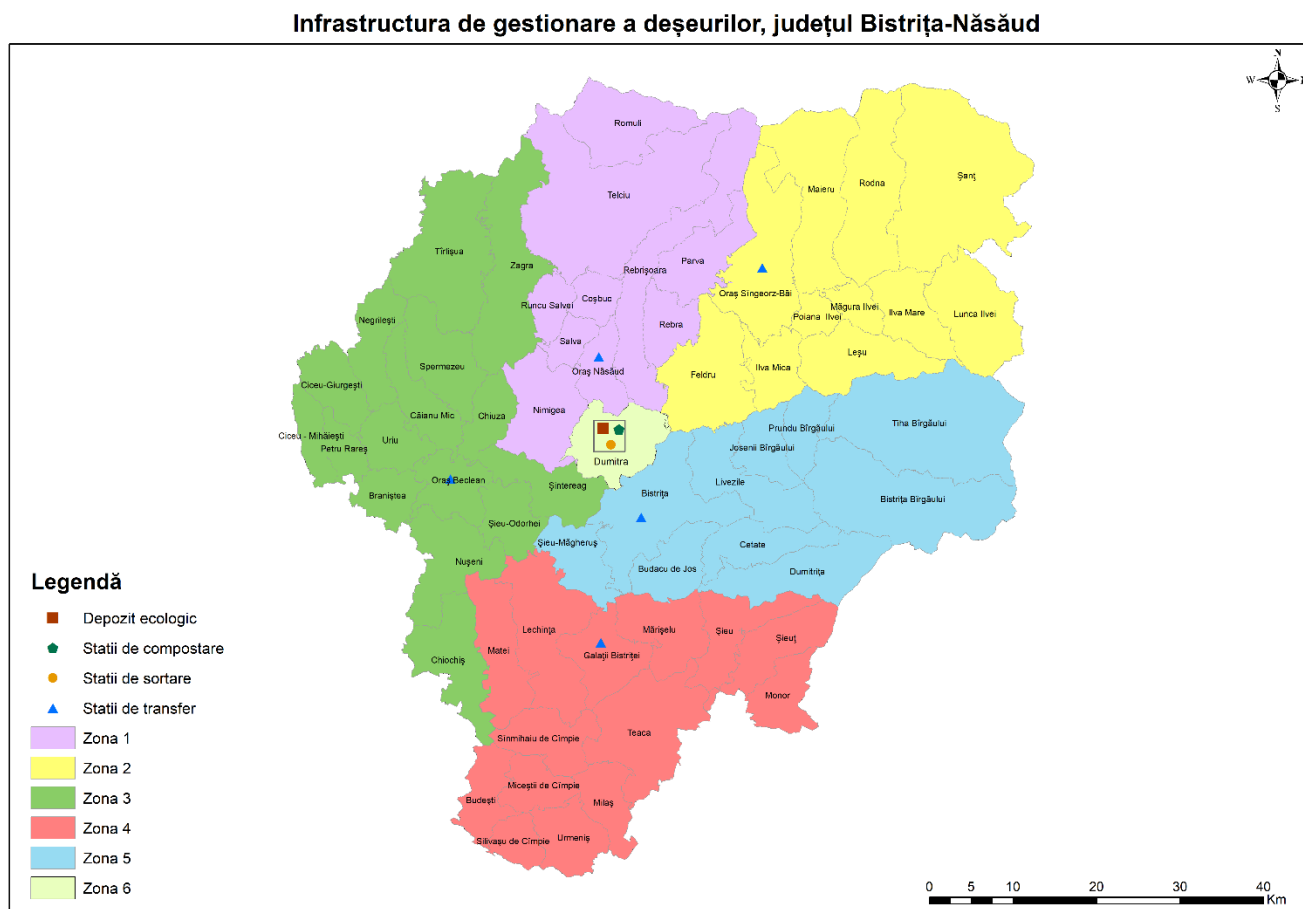 Infrastructura de gestionare a deșeurilor, județul Bistrița-Năsăud
N
W
E
S
Romuli
Telciu
Maieru
Rodna
Şanţ
Tîrlişua
Zagra
Rebrişoara
Parva
Runcu Salvei
Coşbuc
Oraş Sîngeorz-Băi
Poiana Ilvei
Măgura Ilvei
Ilva Mare
Lunca Ilvei
Negrileşti
Salva
Rebra
Leşu
Spermezeu
Oraş Năsăud
Feldru
Ilva Mica
Ciceu-Giurgeşti
Căianu Mic
Chiuza
Nimigea
Prundu Bîrgăului
Tiha Bîrgăului
Ciceu - Mihăieşti
Uriu
Petru Rareş
Josenii Bîrgăului
Dumitra
Oraş Beclean
Şintereag
Livezile
Braniştea
Bistriţa
Bistriţa Bîrgăului
Şieu-Odorhei
Şieu-Măgheruş
Cetate
Nuşeni
Budacu de Jos
Dumitriţa
Lechinţa
Mărişelu
Şieu
Şieuţ
Matei
Galaţii Bistriţei
Chiochiş
Monor
Sînmihaiu de Cîmpie
Teaca
Miceştii de Cîmpie
Budeşti
Milaş
Silivaşu de Cîmpie
Urmeniş
Legendă
Depozit ecologic
Statii de compostare
Statii de sortare
Statii de transfer
Zona 1
Zona 2
Zona 3
Zona 4
Zona 5
Zona 6
0 5 10 20 30 40
Km